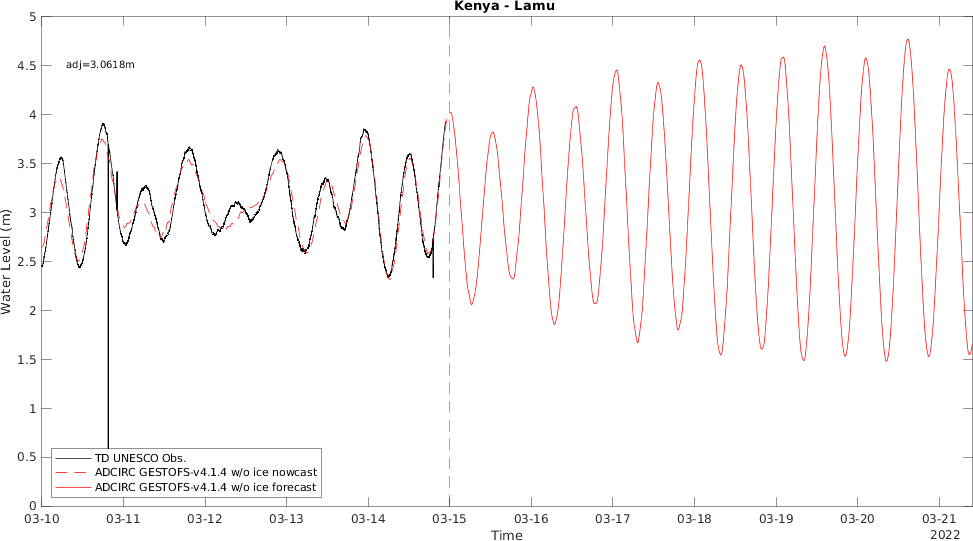 Kenya - Lamu
5
4.5
adj=3.0618m
4
3.5
3
2.5
2
1.5
1
0.5
0
Water Level (m)
TD UNESCO Obs.
ADCIRC GESTOFS-v4.1.4 w/o ice nowcast
ADCIRC GESTOFS-v4.1.4 w/o ice forecast
03-10 03-11 03-12 03-13 03-14 03-15 03-16 03-17 03-18 03-19 03-20 03-21
Time
2022